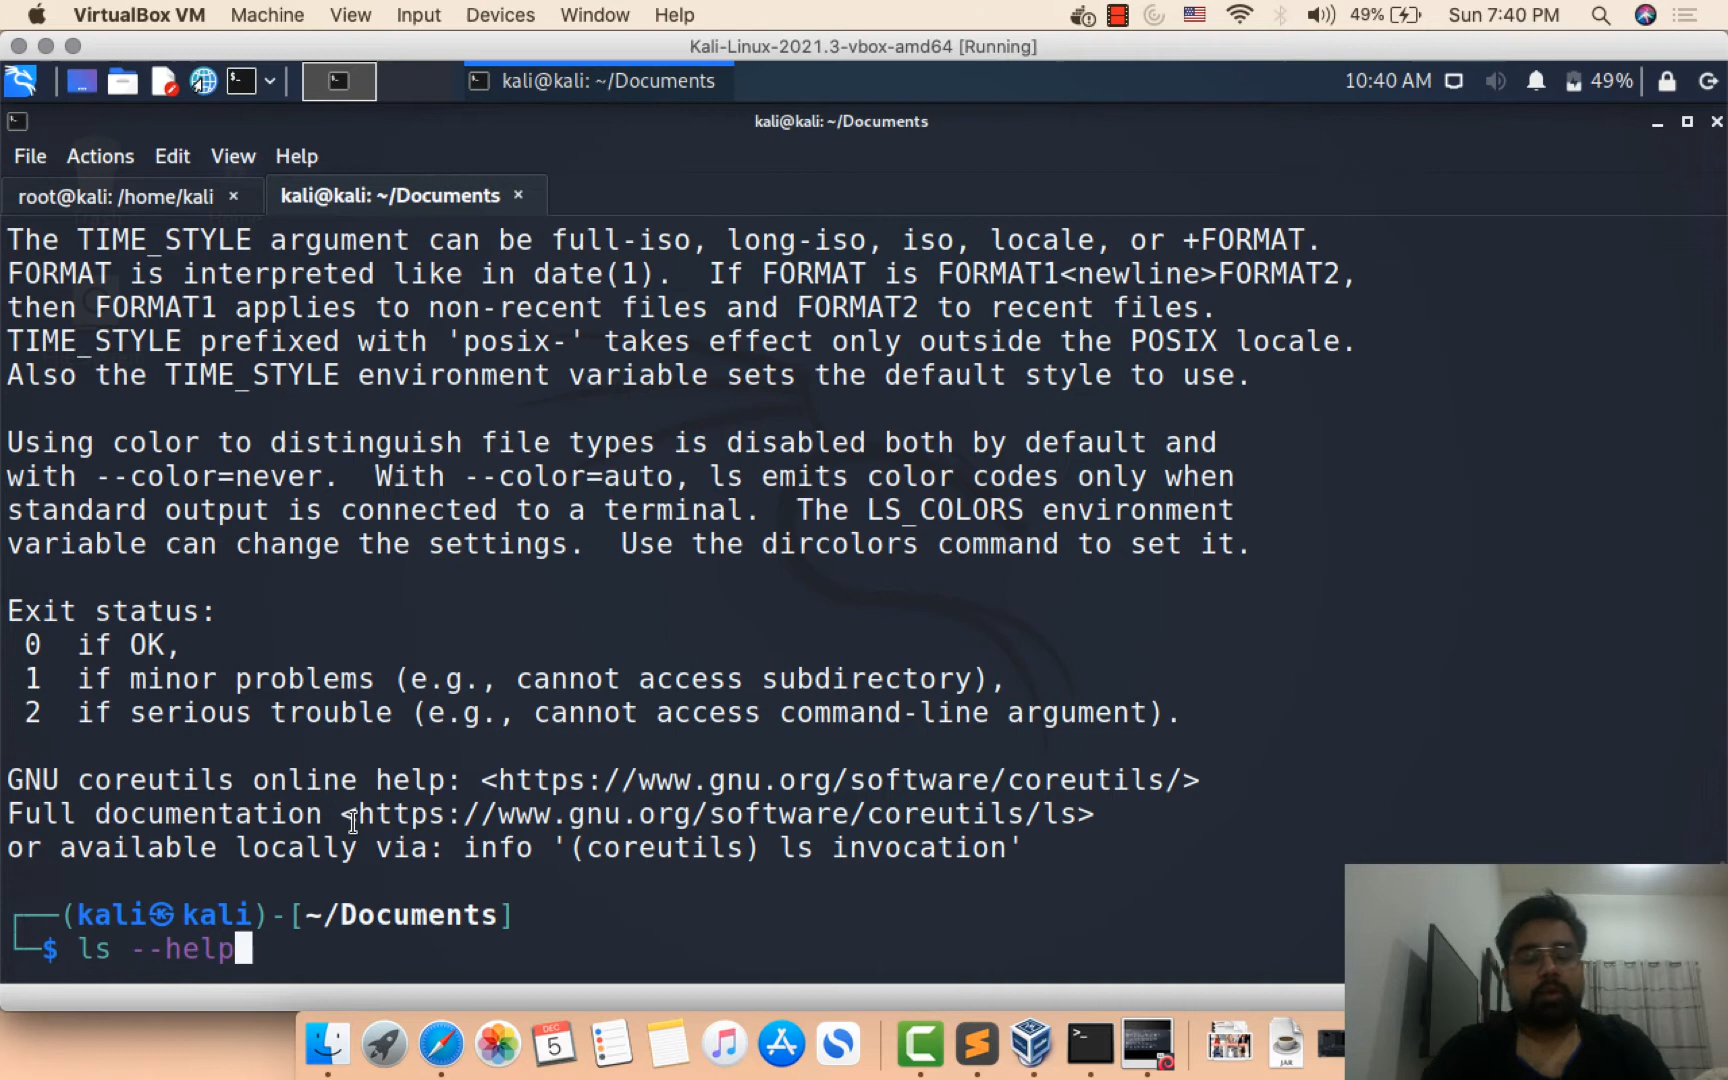 VirtualBox VM Machine View Input Devices Window Help 49% Sun 7:40 PM
Kali-Linux-2021.3-vbox-amd64 [Running]
kali@kali: ~/Documents 10:40 AM 49%
kali@kali: ~/Documents
File Actions Edit View Help
root@kali: /home/kali × kali@kali: ~/Documents ×
The TIME_STYLE argument can be full-iso, long-iso, iso, locale, or +FORMAT.
FORMAT is interpreted like in date(1).  If FORMAT is FORMAT1<newline>FORMAT2,
then FORMAT1 applies to non-recent files and FORMAT2 to recent files.
TIME_STYLE prefixed with 'posix-' takes effect only outside the POSIX locale.
Also the TIME_STYLE environment variable sets the default style to use.
Using color to distinguish file types is disabled both by default and
with --color=never.  With --color=auto, ls emits color codes only when
standard output is connected to a terminal.  The LS_COLORS environment
variable can change the settings.  Use the dircolors command to set it.
Exit status:
0  if OK,
1  if minor problems (e.g., cannot access subdirectory),
2  if serious trouble (e.g., cannot access command-line argument).
GNU coreutils online help: <https://www.gnu.org/software/coreutils/>
Full documentation <https://www.gnu.org/software/coreutils/ls>
or available locally via: info '(coreutils) ls invocation'
┌──(kali㉿kali)-[~/Documents]
└─$ ls --help
DEC
5
JAR